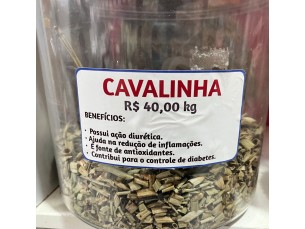 CAVALINHA
R$ 40,00 kg
BENEFÍCIOS:
• Possui ação diurética.
• Ajuda na redução de inflamações.
• É fonte de antioxidantes.
• Contribui para o controle de diabetes.